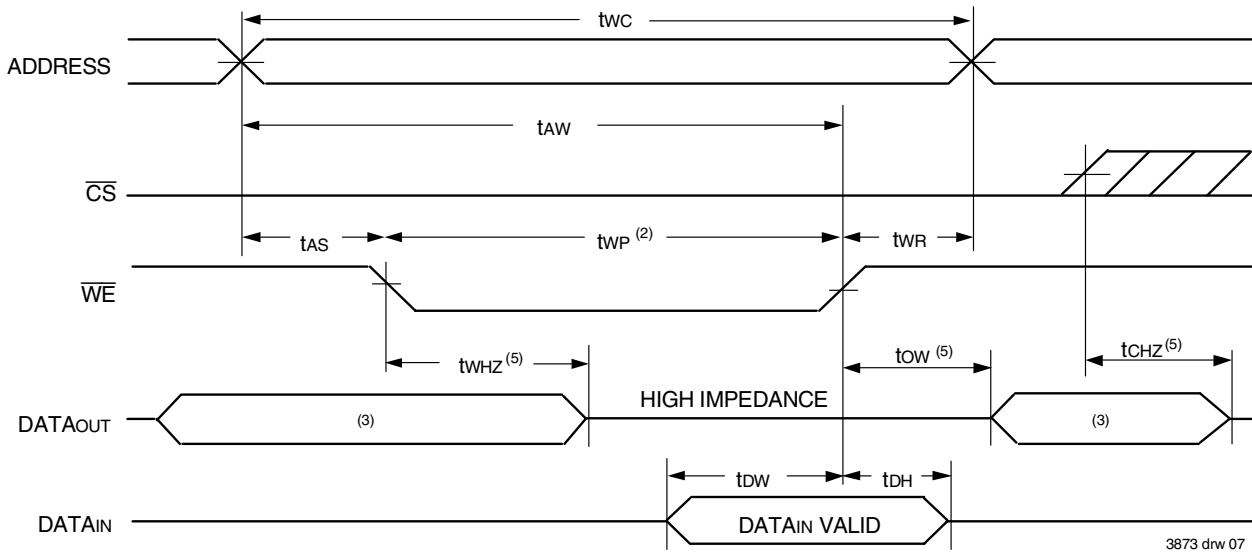 tWC
ADDRESS
tAW
CS
tAS
tWP (2)
tWR
WE
tWHZ (5)
tOW (5)
tCHZ (5)
HIGH IMPEDANCE
DATAOUT
(3)
(3)
tDW
tDH
DATAIN
DATAIN VALID
3873 drw 07